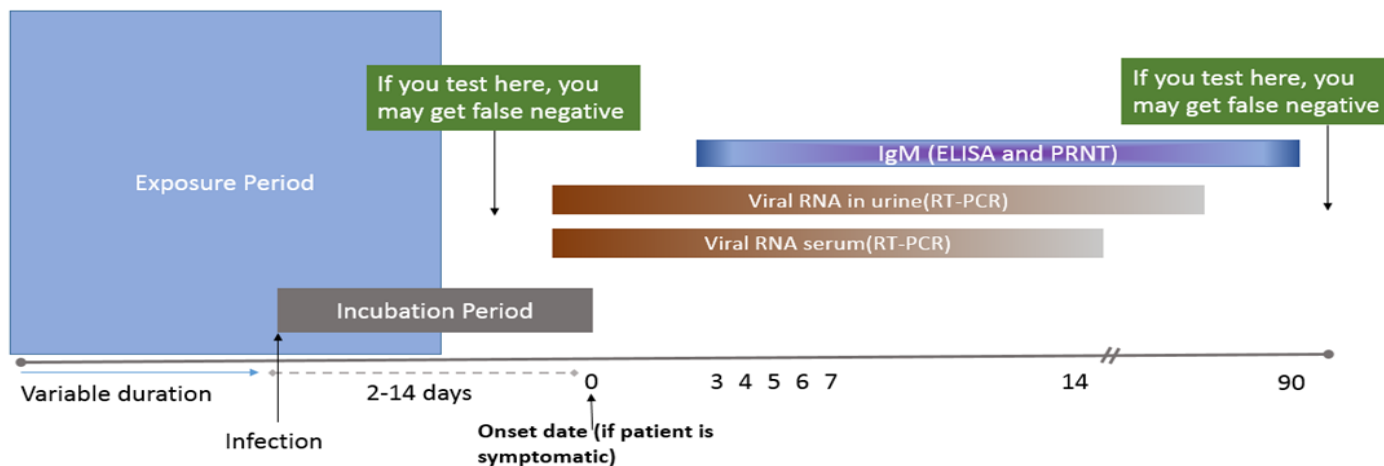 If you test here, you
may get false negative
If you test here, you
may get false negative
IgM (ELISA and PRNT)
Exposure Period
Viral RNA in urine(RT-PCR)
Viral RNA serum(RT-PCR)
Incubation Period
Variable duration
2-14 days
0
3
4
5
6
7
14
90
Infection
Onset date (if patient is
symptomatic)